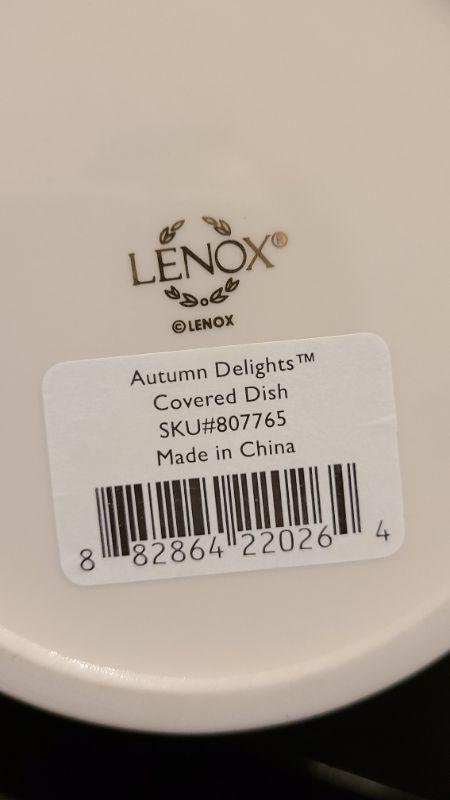 LENOX®
© LENOX
Autumn Delights™
Covered Dish
SKU#807765
Made in China
8 82864 22026 4